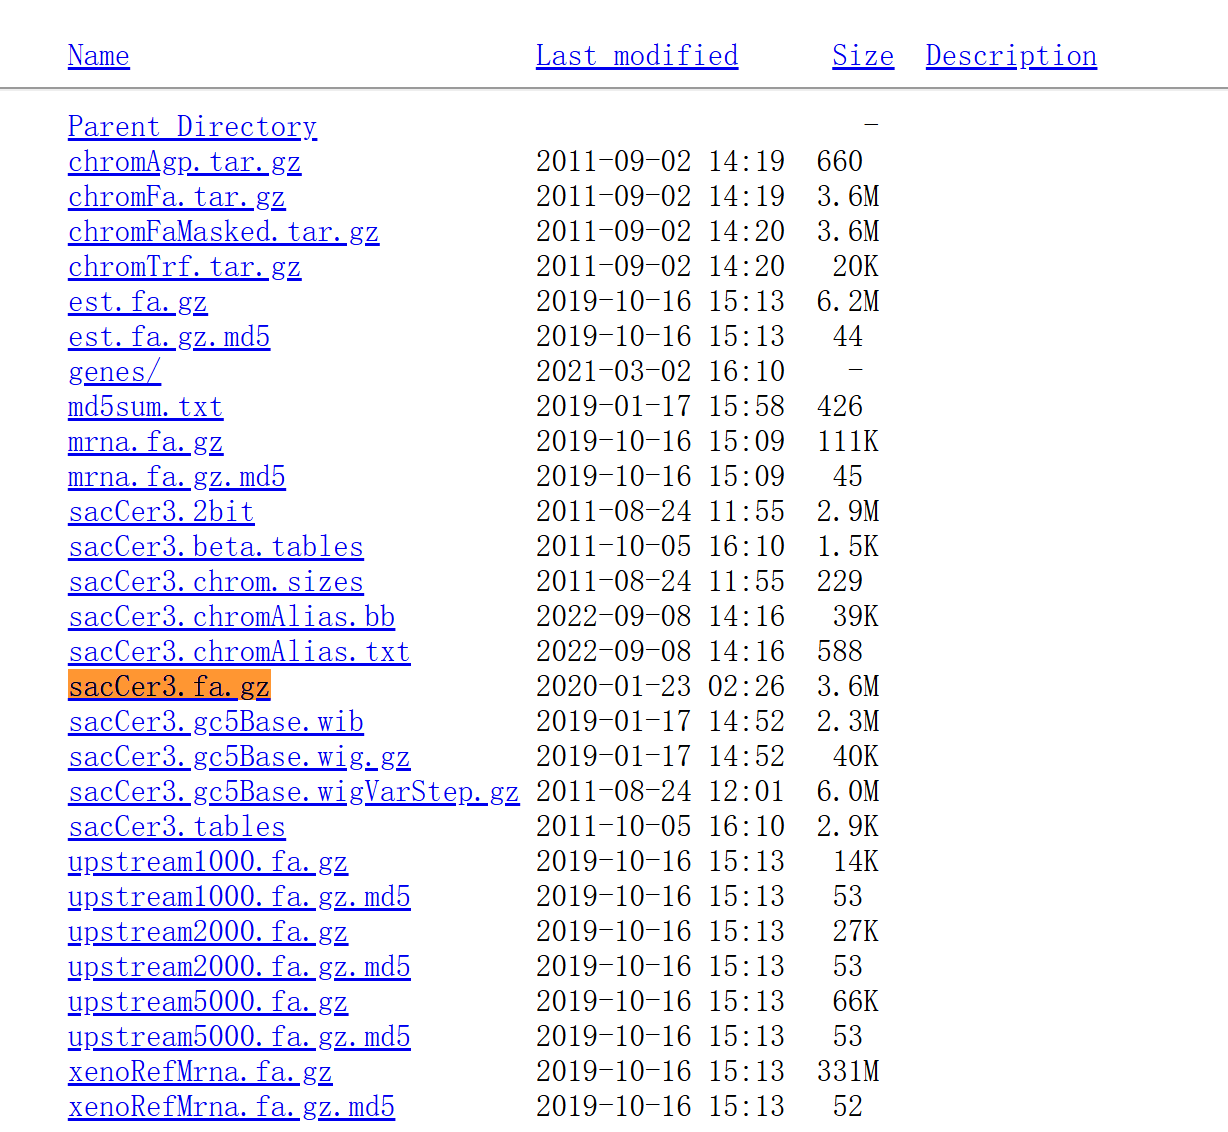 Name Last modified Size Description
Parent Directory -
chromAgp.tar.gz 2011-09-02 14:19 660
chromFa.tar.gz 2011-09-02 14:19 3.6M
chromFaMasked.tar.gz 2011-09-02 14:20 3.6M
chromTrf.tar.gz 2011-09-02 14:20 20K
est.fa.gz 2019-10-16 15:13 6.2M
est.fa.gz.md5 2019-10-16 15:13 44
genes/ 2021-03-02 16:10 -
md5sum.txt 2019-01-17 15:58 426
mrna.fa.gz 2019-10-16 15:09 111K
mrna.fa.gz.md5 2019-10-16 15:09 45
sacCer3.2bit 2011-08-24 11:55 2.9M
sacCer3.beta.tables 2011-10-05 16:10 1.5K
sacCer3.chrom.sizes 2011-08-24 11:55 229
sacCer3.chromAlias.bb 2022-09-08 14:16 39K
sacCer3.chromAlias.txt 2022-09-08 14:16 588
sacCer3.fa.gz 2020-01-23 02:26 3.6M
sacCer3.gc5Base.wib 2019-01-17 14:52 2.3M
sacCer3.gc5Base.wig.gz 2019-01-17 14:52 40K
sacCer3.gc5Base.wigVarStep.gz 2011-08-24 12:01 6.0M
sacCer3.tables 2011-10-05 16:10 2.9K
upstream1000.fa.gz 2019-10-16 15:13 14K
upstream1000.fa.gz.md5 2019-10-16 15:13 53
upstream2000.fa.gz 2019-10-16 15:13 27K
upstream2000.fa.gz.md5 2019-10-16 15:13 53
upstream5000.fa.gz 2019-10-16 15:13 66K
upstream5000.fa.gz.md5 2019-10-16 15:13 53
xenoRefMrna.fa.gz 2019-10-16 15:13 331M
xenoRefMrna.fa.gz.md5 2019-10-16 15:13 52